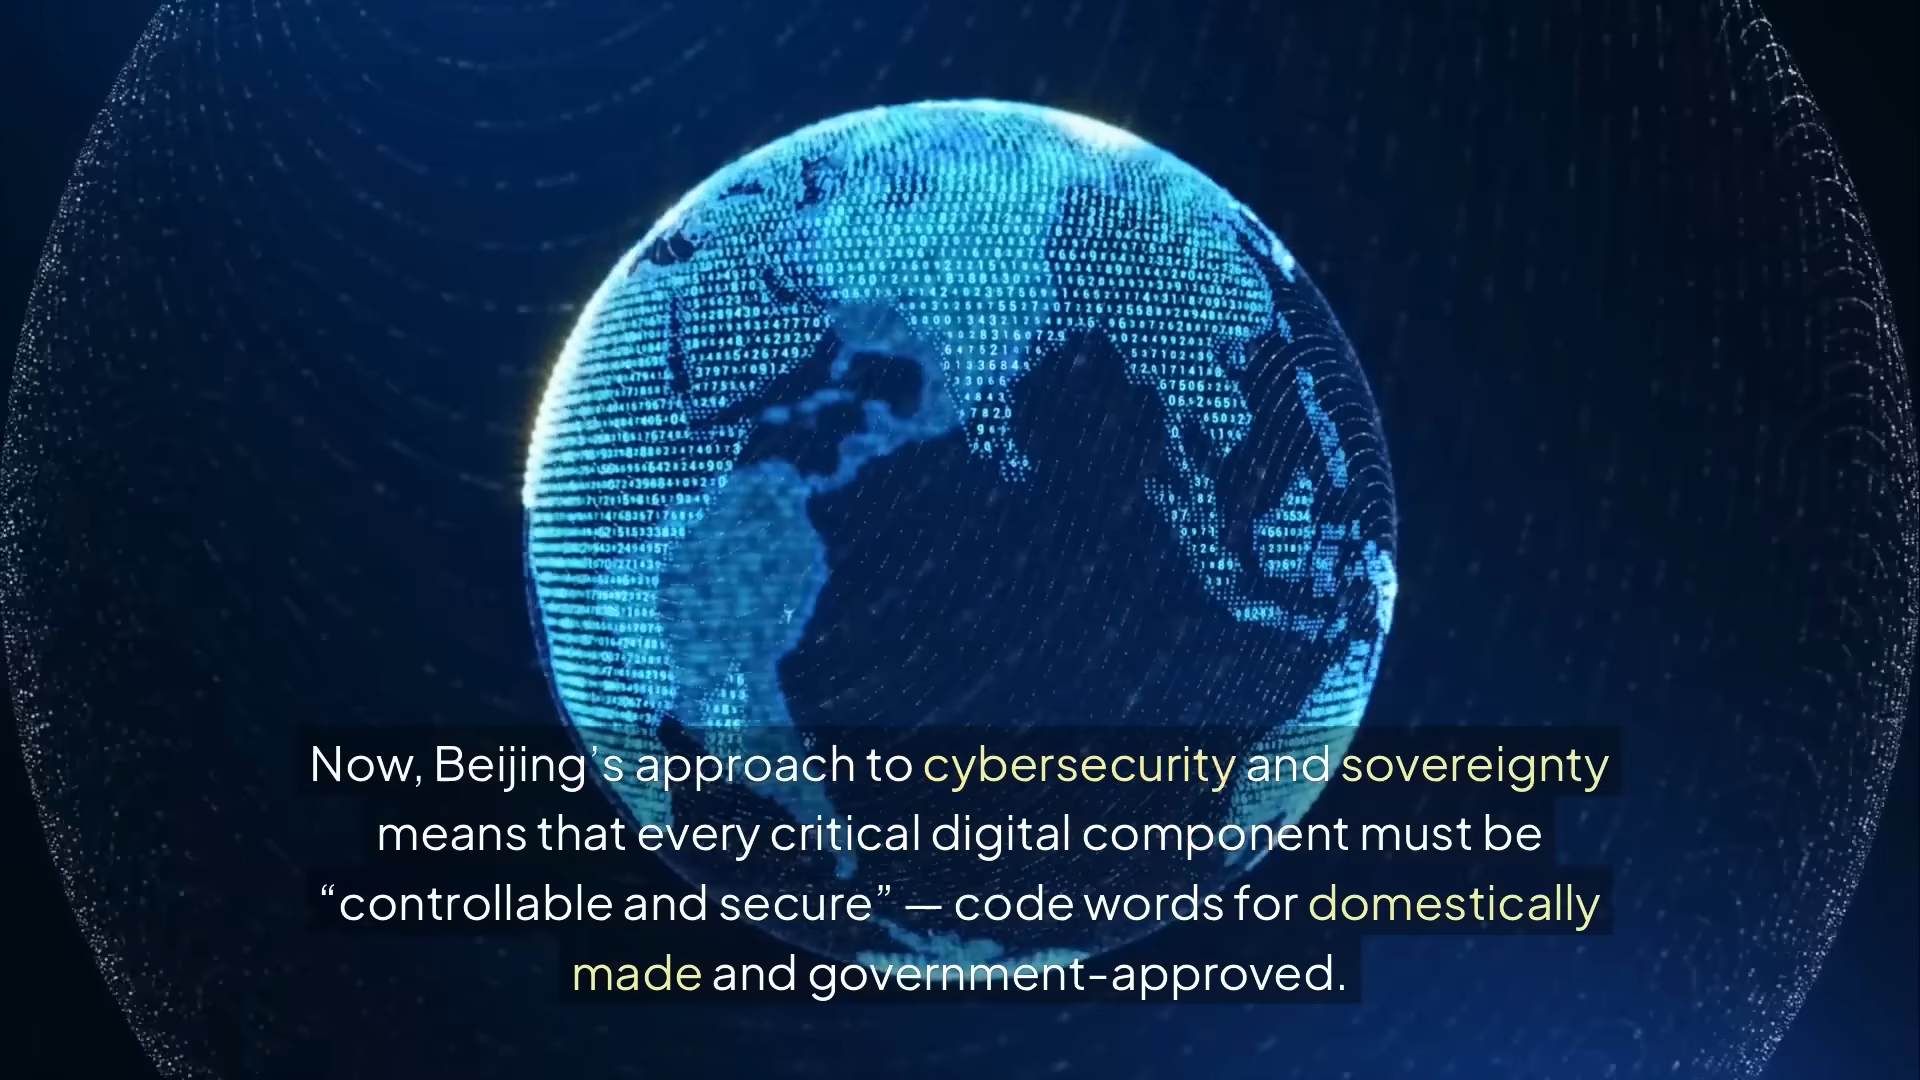 Now, Beijing’s approach to cybersecurity and sovereignty
means that every critical digital component must be
“controllable and secure” — code words for domestically
made and government-approved.